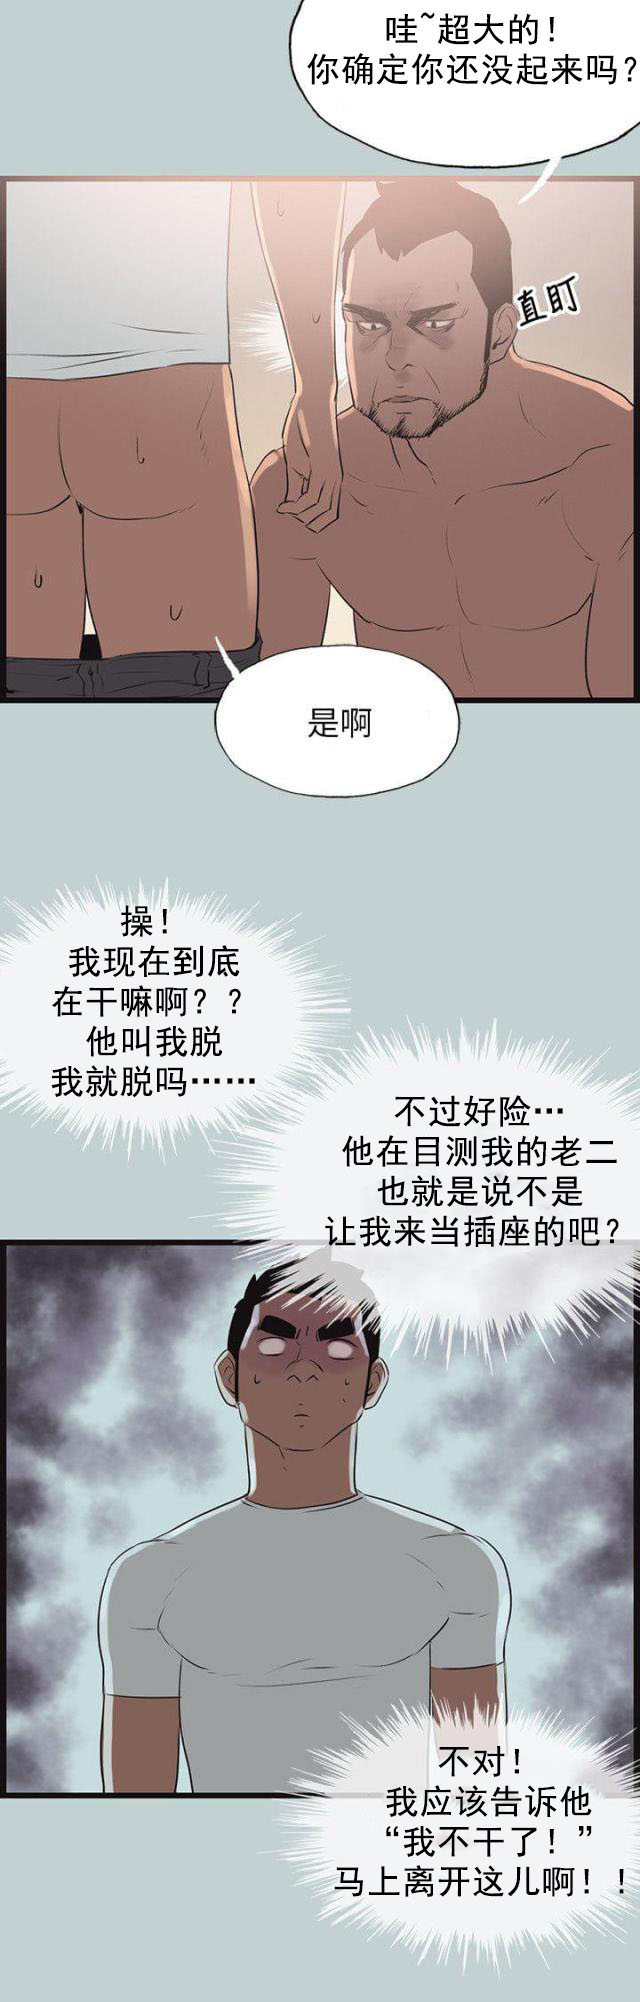 哇~超大的！
你确定你还没起来吗？
直盯
是啊
操！
我现在到底
在干嘛啊？？
他叫我脱
我就脱吗……
不过好险…
他在目测我的老二
也就是说不是
让我来当插座的吧？
不对！
我应该告诉他
“我不干了！”
马上离开这儿啊！！